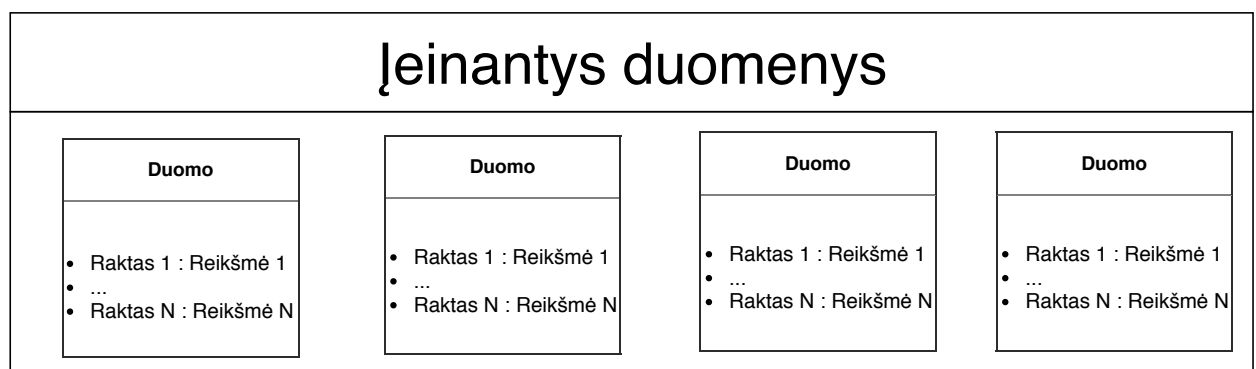 Įeinantys duomenys
Duomo
• Raktas 1 : Reikšmė 1
• ...
• Raktas N : Reikšmė N
Duomo
• Raktas 1 : Reikšmė 1
• ...
• Raktas N : Reikšmė N
Duomo
• Raktas 1 : Reikšmė 1
• ...
• Raktas N : Reikšmė N
Duomo
• Raktas 1 : Reikšmė 1
• ...
• Raktas N : Reikšmė N